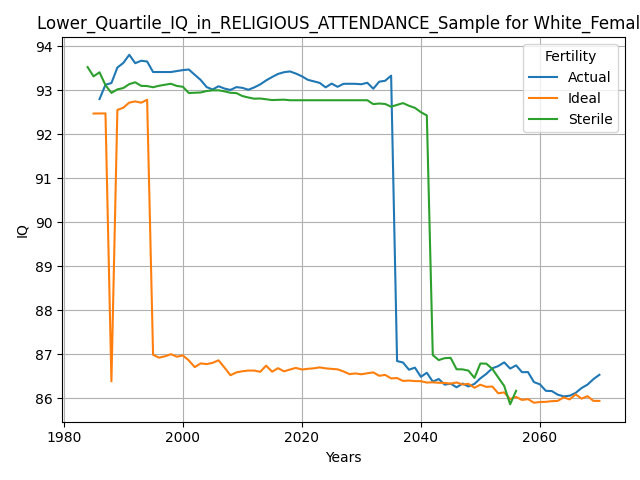 Lower_Quartile_IQ_in_RELIGIOUS_ATTENDANCE_Sample for White_Femal
94
93
92
91
90
89
88
87
86
IQ
Fertility
Actual
Ideal
Sterile
1980
2000
2020
2040
2060
Years